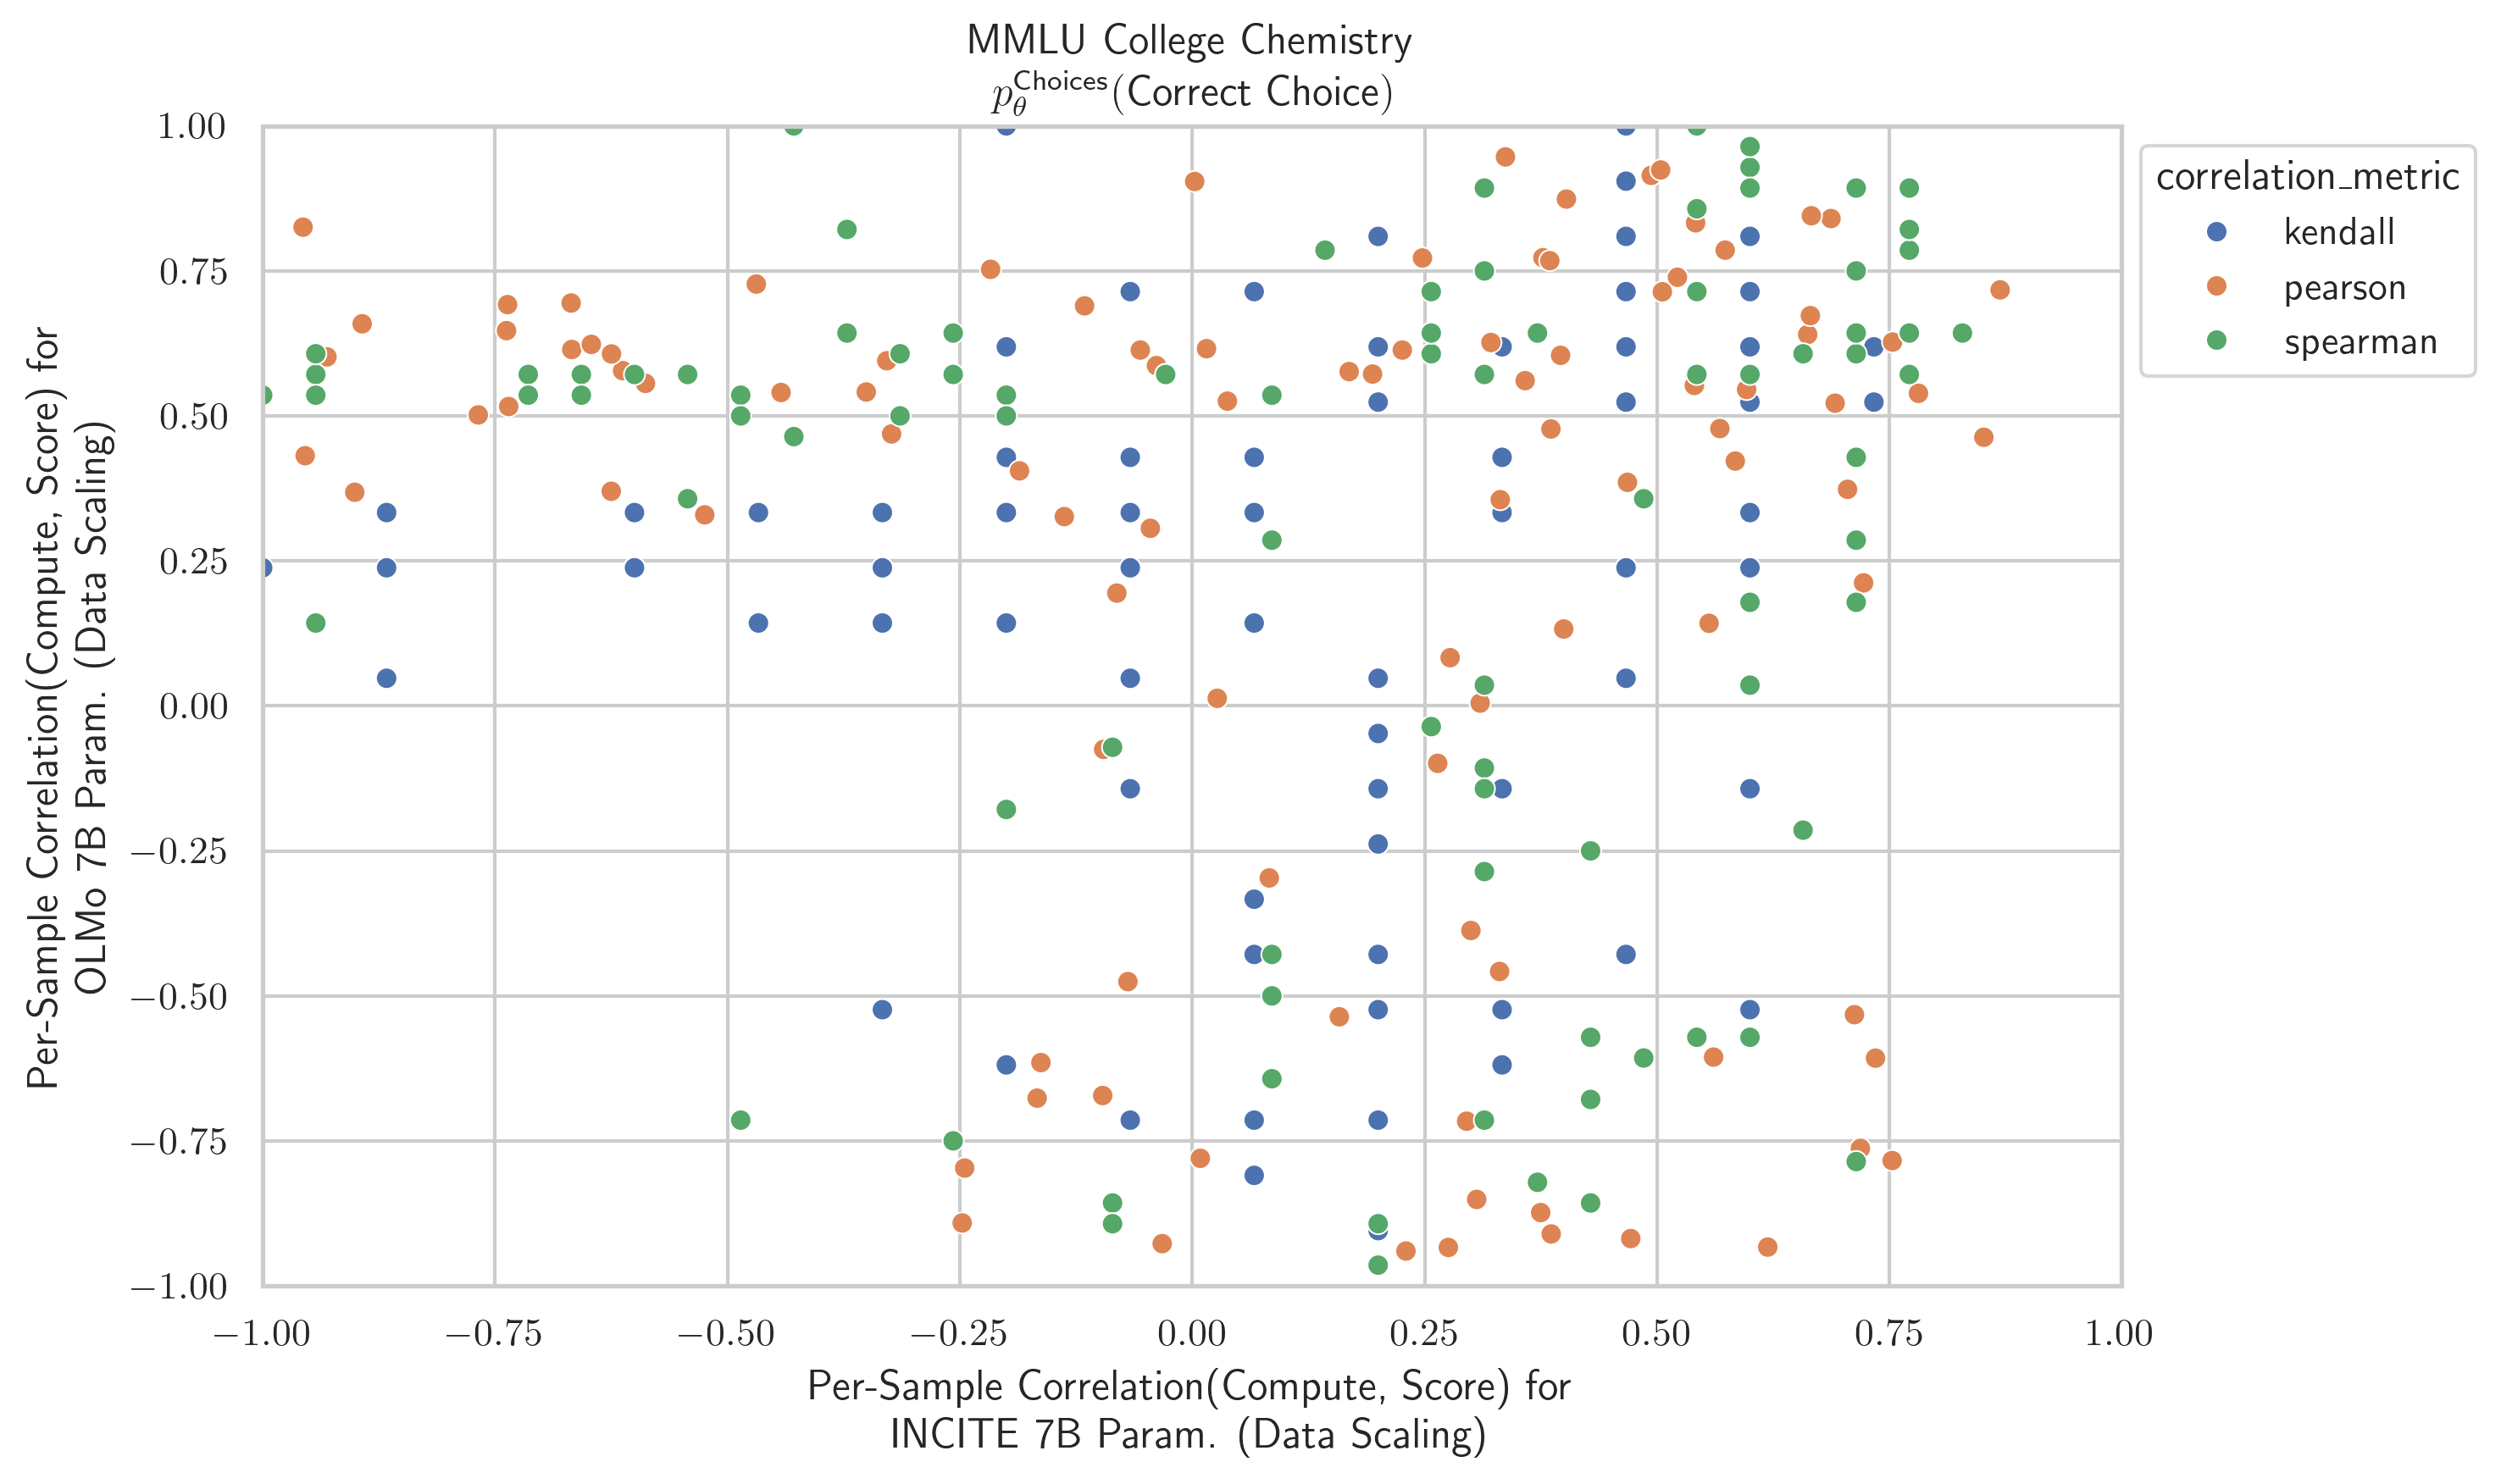 MMLU College Chemistry
p_θ^Choices(Correct Choice)
Per-Sample Correlation(Compute, Score) for
OLMo 7B Param. (Data Scaling)
1.00
0.75
0.50
0.25
0.00
−0.25
−0.50
−0.75
−1.00
−1.00
−0.75
−0.50
−0.25
0.00
0.25
0.50
0.75
1.00
Per-Sample Correlation(Compute, Score) for
INCITE 7B Param. (Data Scaling)
correlation_metric
kendall
pearson
spearman